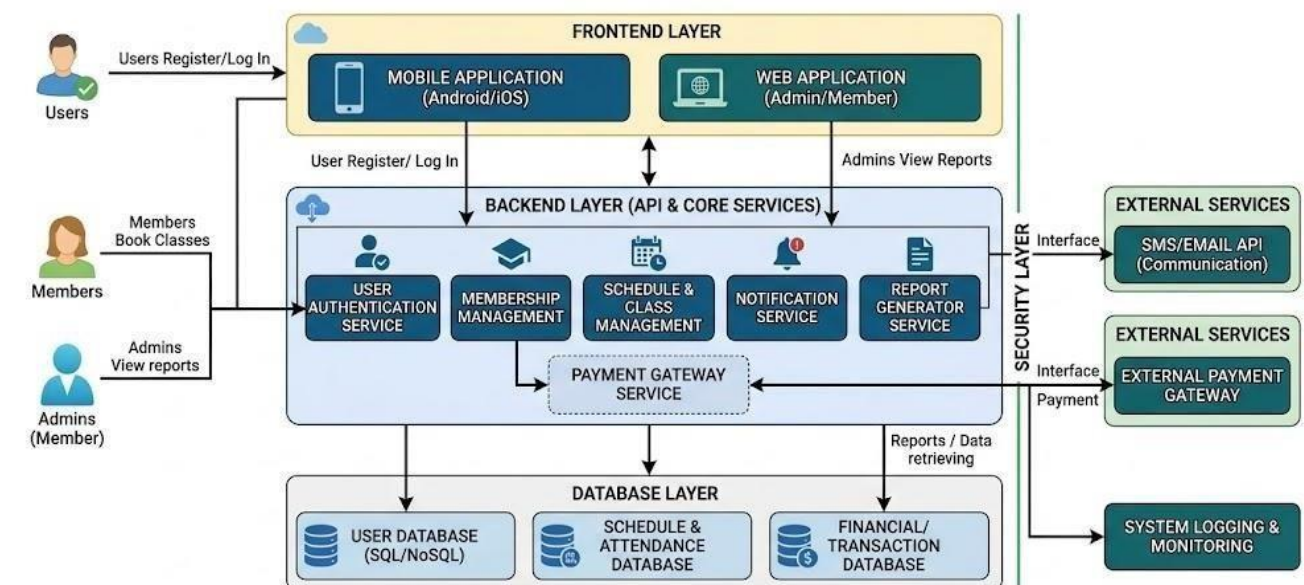 FRONTEND LAYER
Users Register/Log In
MOBILE APPLICATION
(Android/iOS)
WEB APPLICATION
(Admin/Member)
Users
User Register/ Log In
Admins View Reports
BACKEND LAYER (API & CORE SERVICES)
Members
Book Classes
Members
USER
AUTHENTICATION
SERVICE
MEMBERSHIP
MANAGEMENT
SCHEDULE &
CLASS
MANAGEMENT
NOTIFICATION
SERVICE
REPORT
GENERATOR
SERVICE
Admins
View reports
Admins
(Member)
PAYMENT GATEWAY
SERVICE
SECURITY LAYER
Interface
EXTERNAL SERVICES
SMS/EMAIL API
(Communication)
Interface
Payment
EXTERNAL SERVICES
EXTERNAL PAYMENT
GATEWAY
Reports / Data
retrieving
DATABASE LAYER
USER DATABASE
(SQL/NoSQL)
SCHEDULE &
ATTENDANCE
DATABASE
$
FINANCIAL/
TRANSACTION
DATABASE
SYSTEM LOGGING &
MONITORING